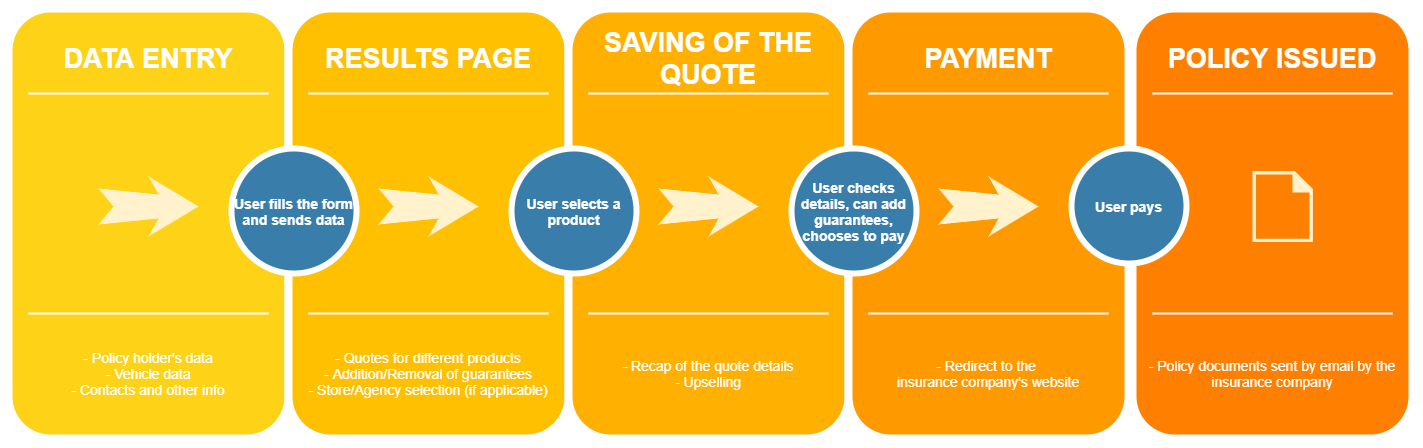 DATA ENTRY
RESULTS PAGE
SAVING OF THE
QUOTE
PAYMENT
POLICY ISSUED
User fills the form
and sends data
User selects a
product
User checks
details, can add
guarantees,
chooses to pay
User pays
- Policy holder's data
- Vehicle data
- Contacts and other info
- Quotes for different products
- Addition/Removal of guarantees
- Store/Agency selection (if applicable)
- Recap of the quote details
- Upselling
- Redirect to the
insurance company's website
- Policy documents sent by email by the
insurance company